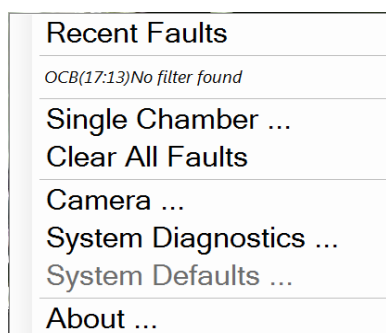 Recent Faults
OCB(17:13)No filter found
Single Chamber ...
Clear All Faults
Camera ...
System Diagnostics ...
System Defaults ...
About ...